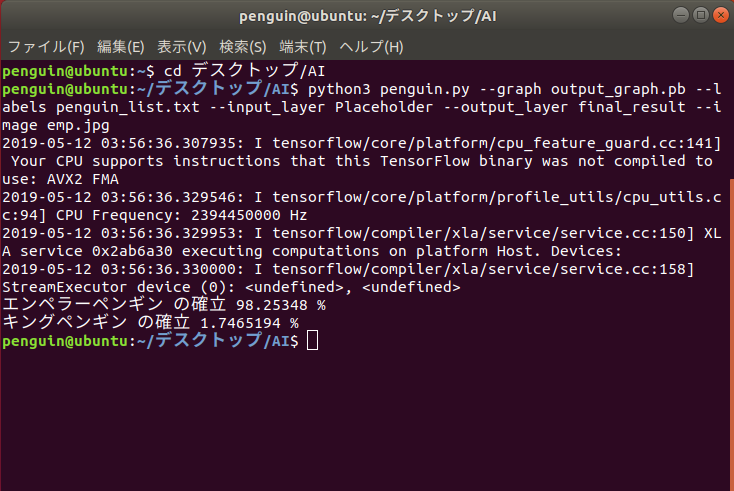 penguin@ubuntu: ~/デスクトップ/AI
ファイル(F) 編集(E) 表示(V) 検索(S) 端末(T) ヘルプ(H)
penguin@ubuntu:~$ cd デスクトップ/AI
penguin@ubuntu:~/デスクトップ/AI$ python3 penguin.py --graph output_graph.pb --l
abels penguin_list.txt --input_layer Placeholder --output_layer final_result --i
mage emp.jpg
2019-05-12 03:56:36.307935: I tensorflow/core/platform/cpu_feature_guard.cc:141]
 Your CPU supports instructions that this TensorFlow binary was not compiled to
use: AVX2 FMA
2019-05-12 03:56:36.329546: I tensorflow/core/platform/profile_utils/cpu_utils.c
c:94] CPU Frequency: 2394450000 Hz
2019-05-12 03:56:36.329953: I tensorflow/compiler/xla/service/service.cc:150] XL
A service 0x2ab6a30 executing computations on platform Host. Devices:
2019-05-12 03:56:36.330000: I tensorflow/compiler/xla/service/service.cc:158]
StreamExecutor device (0): <undefined>, <undefined>
エンペラーペンギン の確立 98.25348 %
キングペンギン の確立 1.7465194 %
penguin@ubuntu:~/デスクトップ/AI$